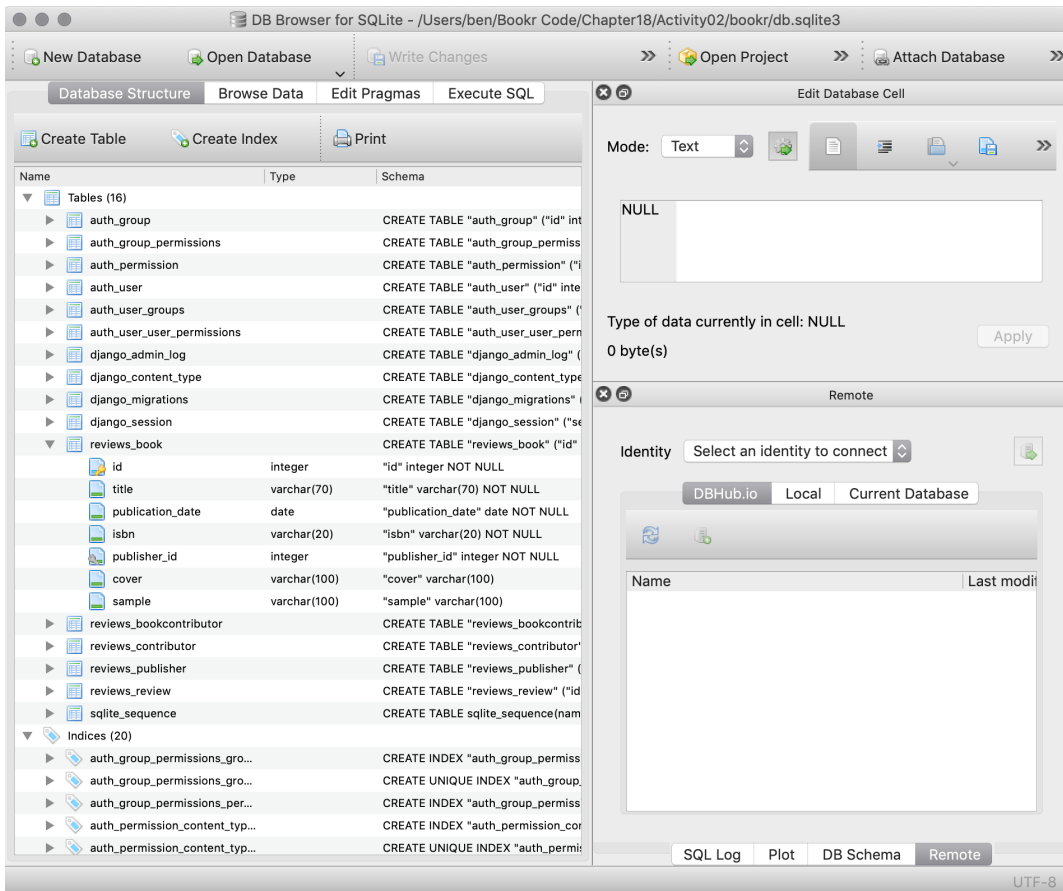 DB Browser for SQLite - /Users/ben/Bookr Code/Chapter18/Activity02/bookr/db.sqlite3
New Database Open Database Write Changes Open Project Attach Database
Database Structure Browse Data Edit Pragmas Execute SQL
Create Table Create Index Print
Name Type Schema
Tables (16)
auth_group CREATE TABLE "auth_group" ("id" int
auth_group_permissions CREATE TABLE "auth_group_permiss
auth_permission CREATE TABLE "auth_permission" ("i
auth_user CREATE TABLE "auth_user" ("id" inte
auth_user_groups CREATE TABLE "auth_user_groups" ("
auth_user_user_permissions CREATE TABLE "auth_user_user_perm
django_admin_log CREATE TABLE "django_admin_log" (
django_content_type CREATE TABLE "django_content_type
django_migrations CREATE TABLE "django_migrations" (
django_session CREATE TABLE "django_session" ("se
reviews_book CREATE TABLE "reviews_book" ("id"
id integer "id" integer NOT NULL
title varchar(70) "title" varchar(70) NOT NULL
publication_date date "publication_date" date NOT NULL
isbn varchar(20) "isbn" varchar(20) NOT NULL
publisher_id integer "publisher_id" integer NOT NULL
cover varchar(100) "cover" varchar(100)
sample varchar(100) "sample" varchar(100)
reviews_bookcontributor CREATE TABLE "reviews_bookcontrib
reviews_contributor CREATE TABLE "reviews_contributor"
reviews_publisher CREATE TABLE "reviews_publisher" (
reviews_review CREATE TABLE "reviews_review" ("id
sqlite_sequence CREATE TABLE sqlite_sequence(nam
Indices (20)
auth_group_permissions_gro... CREATE INDEX "auth_group_permiss
auth_group_permissions_gro... CREATE UNIQUE INDEX "auth_group_
auth_group_permissions_per... CREATE INDEX "auth_group_permiss
auth_permission_content_typ... CREATE INDEX "auth_permission_cor
auth_permission_content_typ... CREATE UNIQUE INDEX "auth_permis
Edit Database Cell
Mode: Text
NULL
Type of data currently in cell: NULL
0 byte(s)
Apply
Remote
Identity Select an identity to connect
DBHub.io Local Current Database
Name Last modif
SQL Log Plot DB Schema Remote
UTF-8